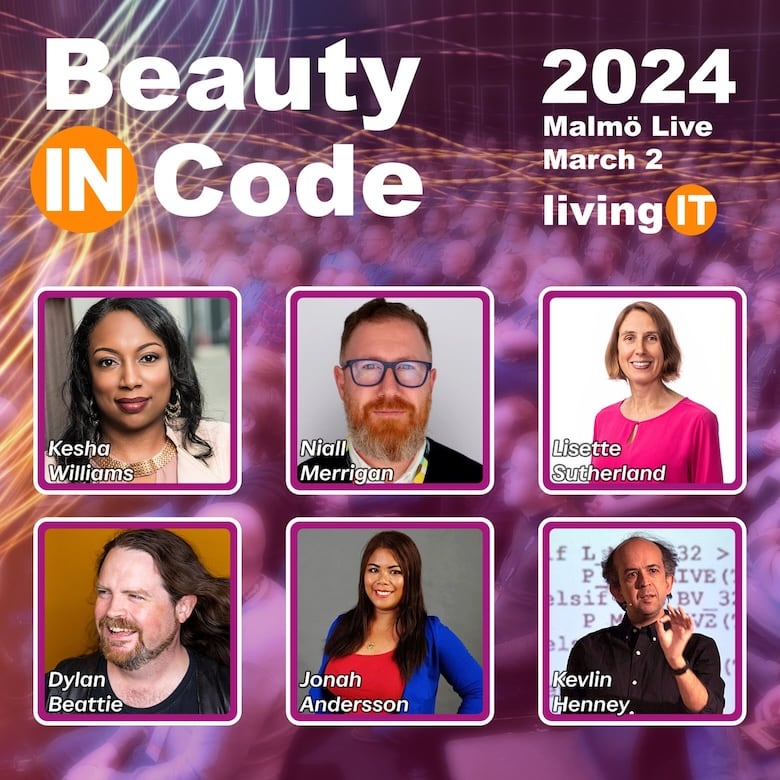 Beauty
IN Code
2024
Malmö Live
March 2
living IT
Kesha
Williams
Niall
Merrigan
Lisette
Sutherland
Dylan
Beattie
Jonah
Andersson
Kevlin
Henney